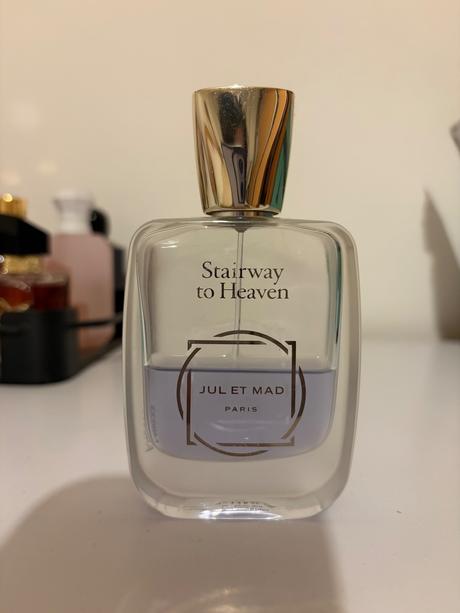 Stairway
to Heaven
JUL ET MAD
PARIS